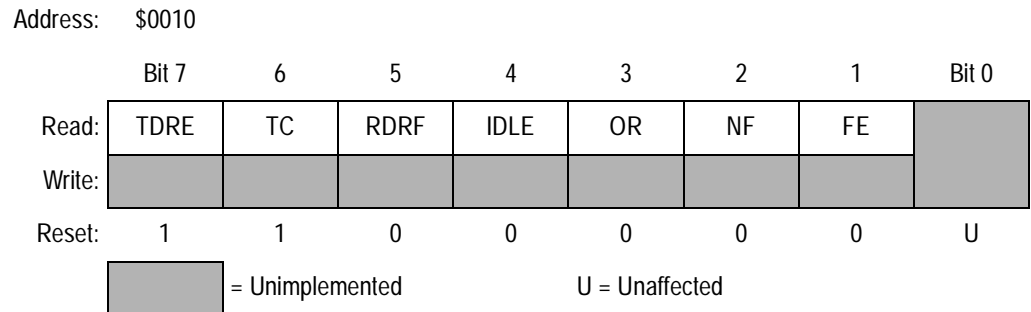 Address: $0010
Bit 7 6 5 4 3 2 1 Bit 0
Read: TDRE TC RDRF IDLE OR NF FE
Write:
Reset: 1 1 0 0 0 0 0 U
= Unimplemented U = Unaffected